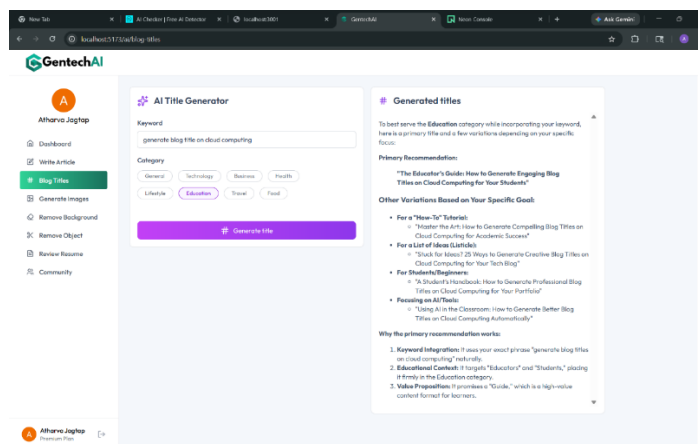 New Tab
AI Checker | Free AI Detector
localhost:3001
GentechAI
Neon Console
Ask Gemini
localhost:5173/ai/blog-titles
GentechAI
A
Atharva Jagtap
Dashboard
Write Article
# Blog Titles
Generate Images
Remove Background
Remove Object
Review Resume
Community
A
Atharva Jagtap
Premium Plan
AI Title Generator
Keyword
generate blog title on cloud computing
Category
General
Technology
Business
Health
Lifestyle
Education
Travel
Food
# Generate title
# Generated titles
To best serve the Education category while incorporating your keyword,
here is a primary title and a few variations depending on your specific
focus:
Primary Recommendation:
"The Educator's Guide: How to Generate Engaging Blog
Titles on Cloud Computing for Your Students"
Other Variations Based on Your Specific Goal:
• For a "How-To" Tutorial:
"Master the Art: How to Generate Compelling Blog Titles on
Cloud Computing for Academic Success"
• For a List of Ideas (Listicle):
"Stuck for Ideas? 25 Ways to Generate Creative Blog Titles on
Cloud Computing for Your Tech Blog"
• For Students/Beginners:
"A Student's Handbook: How to Generate Professional Blog
Titles on Cloud Computing for Your Portfolio"
• Focusing on AI/Tools:
"Using AI in the Classroom: How to Generate Better Blog
Titles on Cloud Computing Automatically"
Why the primary recommendation works:
1. Keyword Integration: It uses your exact phrase "generate blog titles
on cloud computing" naturally.
2. Educational Context: It targets "Educators" and "Students," placing
it firmly in the Education category.
3. Value Proposition: It promises a "Guide," which is a high-value
content format for learners.